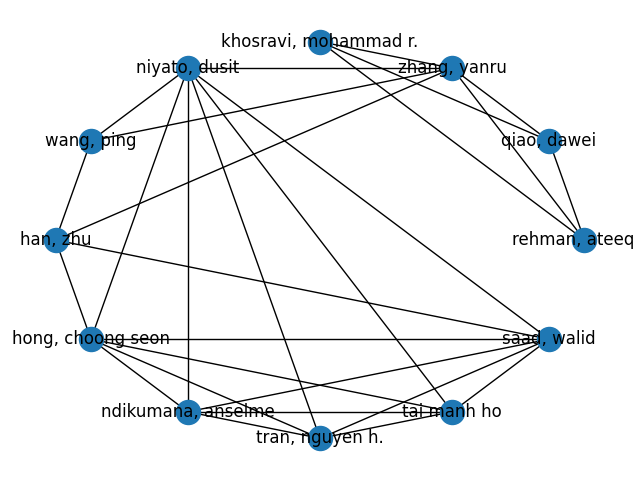 khosravi, mohammad r.
niyato, dusit
zhang, yanru
wang, ping
qiao, dawei
han, zhu
rehman, ateeq
hong, choong seon
saad, walid
ndikumana, anselme
tai manh ho
tran, nguyen h.